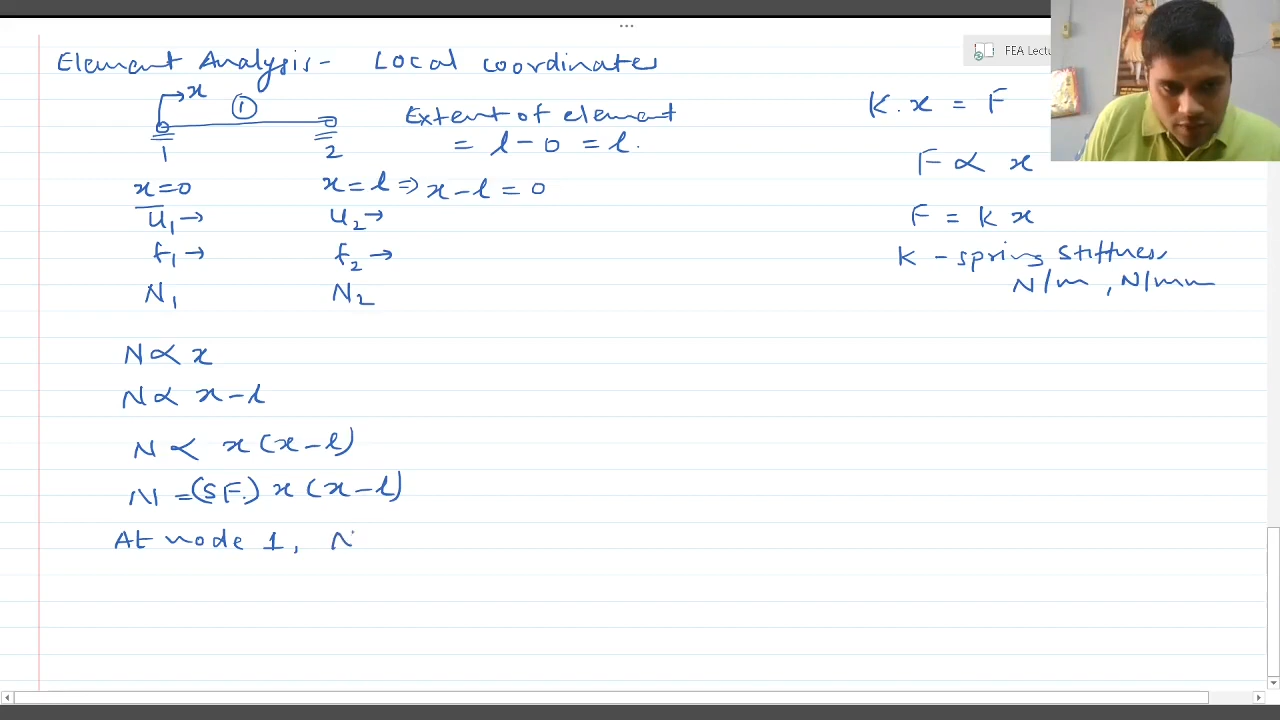 Element Analysis - Local coordinates
FEA Lectu
x
1
Extent of element
= l - 0 = l.
1 2
x=0 x=l ⇒ x-l=0
u₁ → u₂ →
f₁ → f₂ →
N₁ N₂
K.x = F
F ∝ x
F = K x
K - spring stiffness
N/m, N/mm
N ∝ x
N ∝ x-l
N ∝ x(x-l)
N = (S F.) x (x-l)
At node 1, N